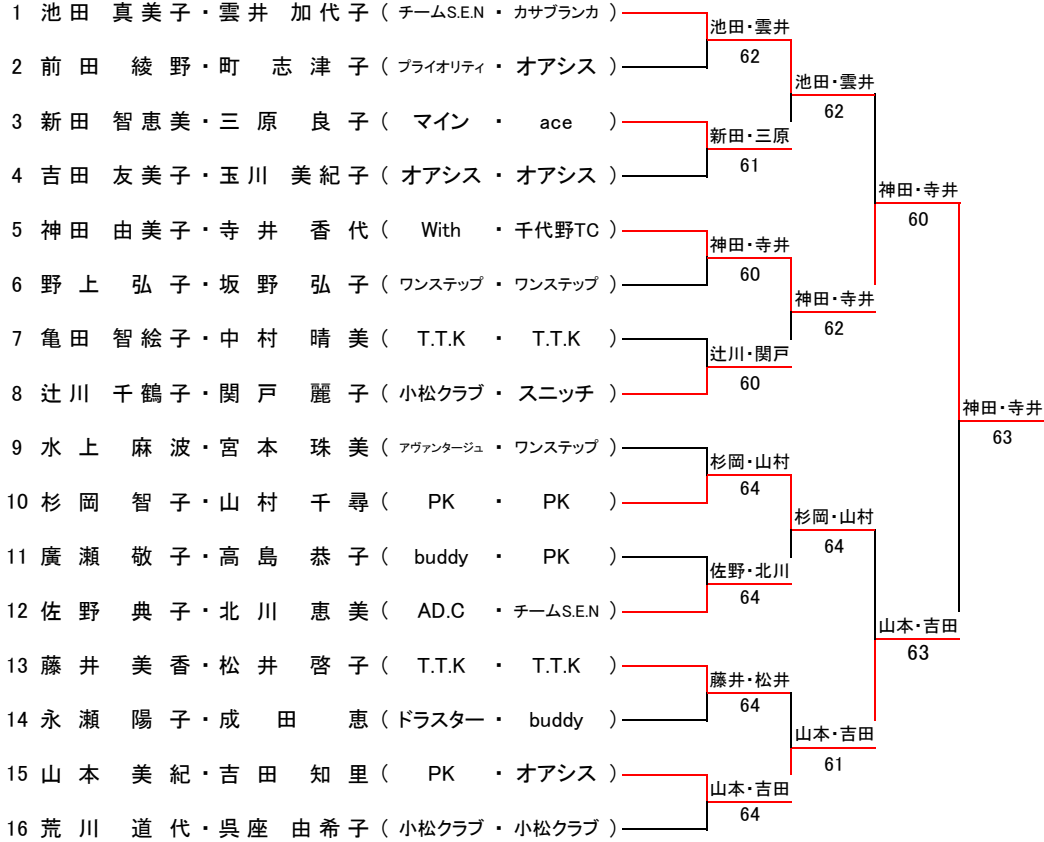 1 池田 真美子・雲井 加代子 ( チームS.E.N ・ カサブランカ )
池田・雲井
62
2 前田 綾野・町 志津子 ( プライオリティ ・ オアシス )
池田・雲井
62
3 新田 智恵美・三原 良子 ( マイン ・ ace )
新田・三原
61
4 吉田 友美子・玉川 美紀子 ( オアシス ・ オアシス )
神田・寺井
60
5 神田 由美子・寺井 香代 ( With ・ 千代野TC )
神田・寺井
60
6 野上 弘子・坂野 弘子 ( ワンステップ ・ ワンステップ )
神田・寺井
62
7 亀田 智絵子・中村 晴美 ( T.T.K ・ T.T.K )
辻川・関戸
60
8 辻川 千鶴子・関戸 麗子 ( 小松クラブ ・ スニッチ )
神田・寺井
63
9 水上 麻波・宮本 珠美 ( アヴァンタージュ ・ ワンステップ )
杉岡・山村
64
10 杉岡 智子・山村 千尋 ( PK ・ PK )
杉岡・山村
64
11 廣瀬 敬子・高島 恭子 ( buddy ・ PK )
佐野・北川
64
12 佐野 典子・北川 恵美 ( AD.C ・ チームS.E.N )
山本・吉田
63
13 藤井 美香・松井 啓子 ( T.T.K ・ T.T.K )
藤井・松井
64
14 永瀬 陽子・成田 恵 ( ドラスター ・ buddy )
山本・吉田
61
15 山本 美紀・吉田 知里 ( PK ・ オアシス )
山本・吉田
64
16 荒川 道代・呉座 由希子 ( 小松クラブ ・ 小松クラブ )